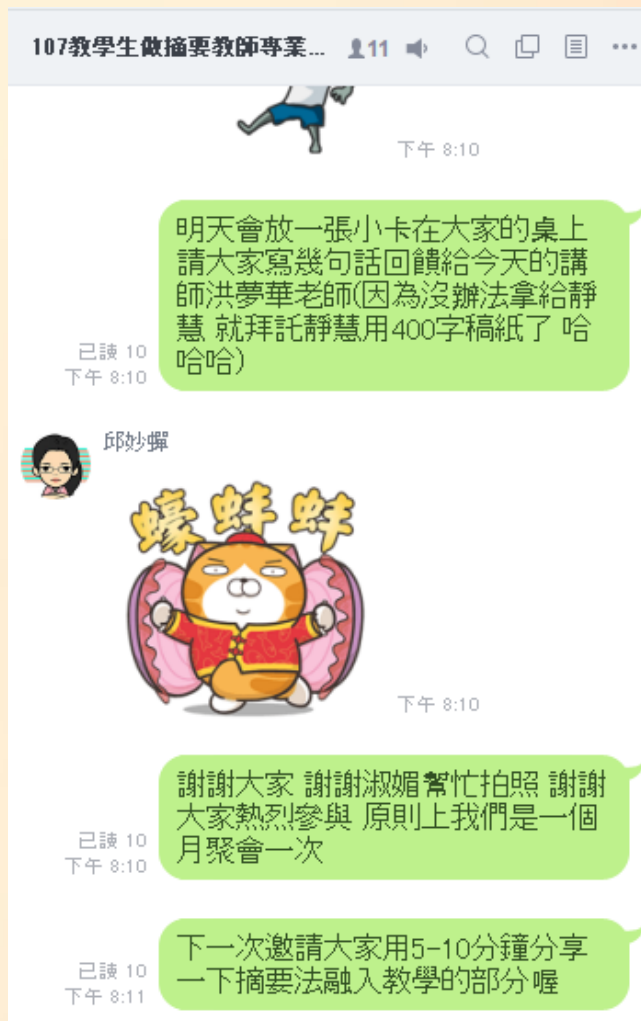 107教學生做摘要教師專業... 11
下午 8:10
明天會放一張小卡在大家的桌上
請大家寫幾句話回饋給今天的講
師洪夢華老師(因為沒辦法拿給靜
慧 就拜託靜慧用400字稿紙了 哈
哈哈)
已讀 10
下午 8:10
邱妙蟬
蠔蚌蚌
下午 8:10
謝謝大家 謝謝淑媚幫忙拍照 謝謝
大家熱烈參與 原則上我們是一個
月聚會一次
已讀 10
下午 8:10
下一次邀請大家用5-10分鐘分享
一下摘要法融入教學的部分喔
已讀 10
下午 8:11